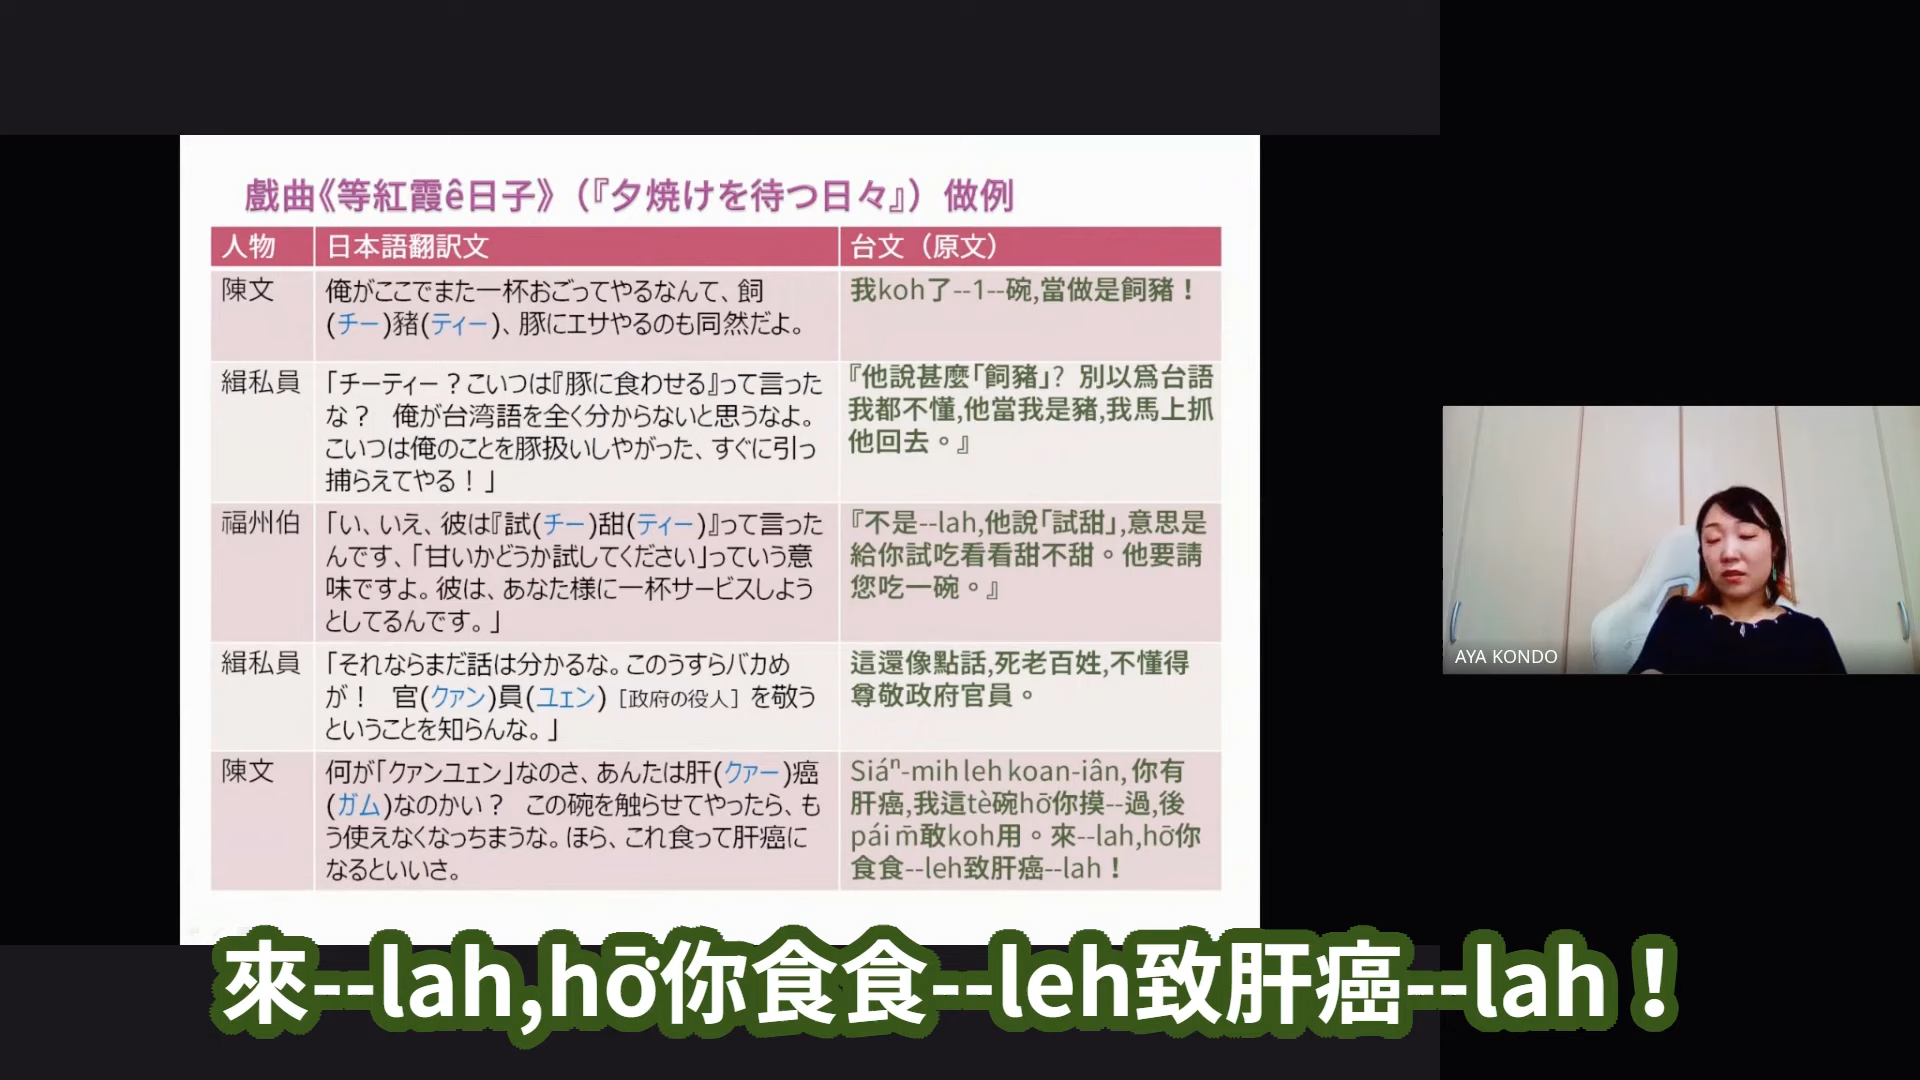 戲曲《等紅霞ê日子》（『夕焼けを待つ日々』）做例
人物
日本語翻訳文
台文（原文）
陳文
俺がここでまた一杯おごってやるなんて、飼
(チー)豬(ティー)、豚にエサやるのも同然だよ。
我koh了--1--碗,當做是飼豬！
緝私員
「チーティー？こいつは『豚に食わせる』って言った
な？　俺が台湾語を全く分からないと思うなよ。
こいつは俺のことを豚扱いしやがった、すぐに引っ
捕らえてやる！」
『他說甚麼「飼豬」？別以爲台語
我都不懂,他當我是豬,我馬上抓
他回去。』
福州伯
「い、いえ、彼は『試(チー)甜(ティー)』って言った
んです、「甘いかどうか試してください」っていう意
味ですよ。彼は、あなた様に一杯サービスしよう
としてるんです。」
『不是--lah,他說「試甜」,意思是
給你試吃看看甜不甜。他要請
您吃一碗。』
緝私員
「それならまだ話は分かるな。このうすらバカめ
が！　官(クァン)員(ユェン)［政府の役人］を敬う
ということを知らんな。」
這還像點話,死老百姓,不懂得
尊敬政府官員。
陳文
何が「クァンユェン」なのさ、あんたは肝(クァー)癌
(ガム)なのかい？　この碗を触らせてやったら、も
う使えなくなっちまうな。ほら、これ食って肝癌に
なるといいさ。
Siáⁿ-mih leh koan-iân, 你有
肝癌,我這tè碗hō͘你摸--過,後
pái m̄敢koh用。來--lah,hō͘你
食食--leh致肝癌--lah！
AYA KONDO
來--lah,hō͘你食食--leh致肝癌--lah！